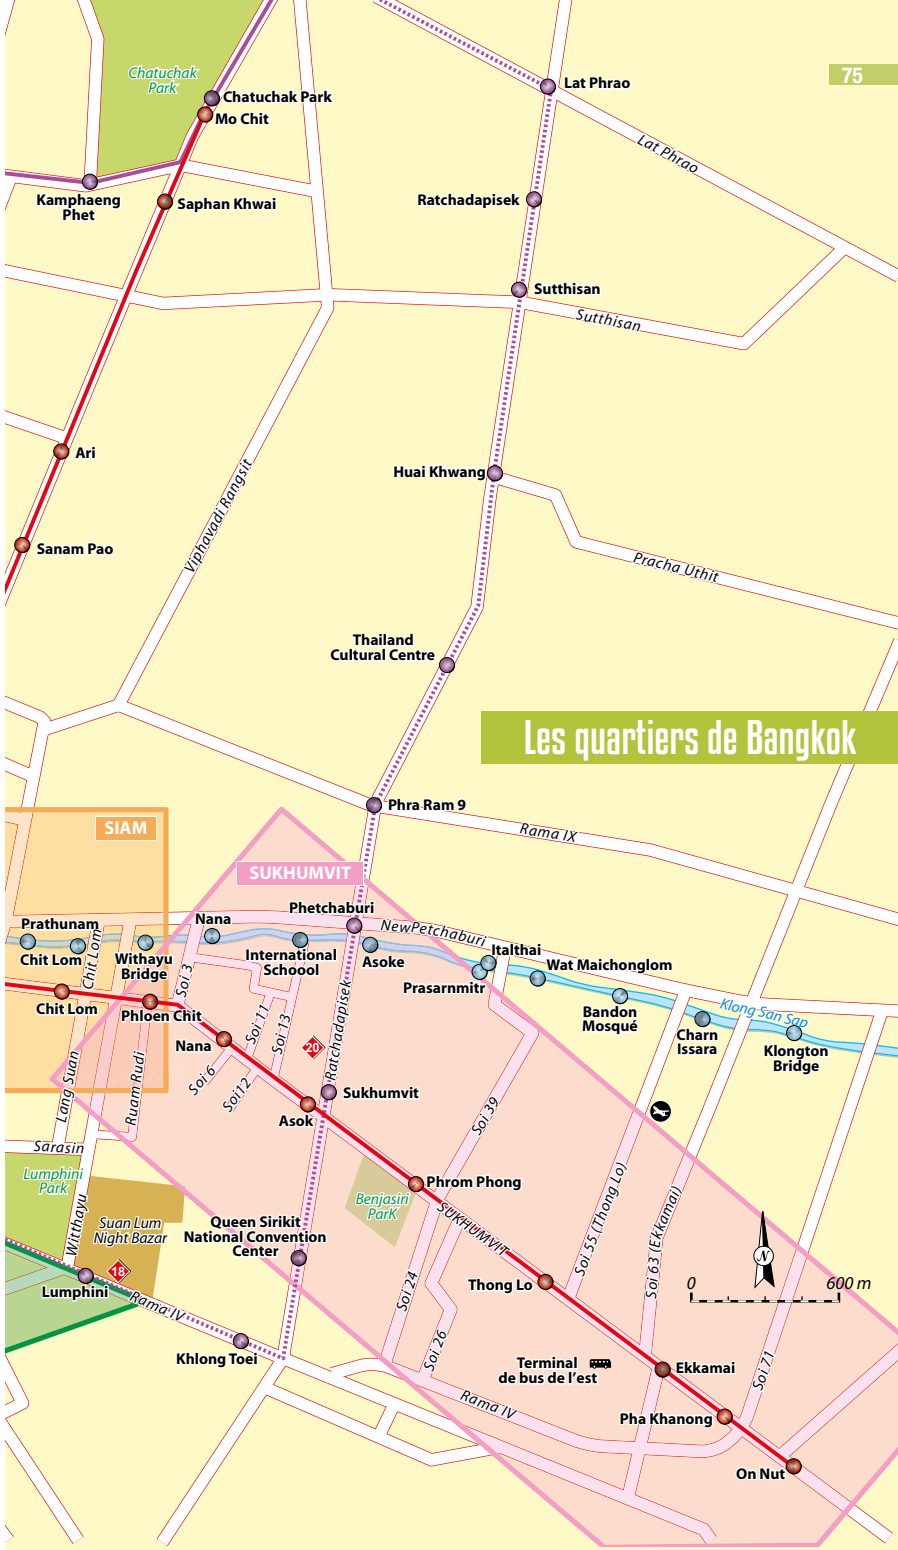 75
Chatuchak
Park
Chatuchak Park
Mo Chit
Lat Phrao
Lat Phrao
Kamphaeng
Phet
Saphan Khwai
Ratchadapisek
Sutthisan
Sutthisan
Ari
Huai Khwang
Viphavadi Rangsit
Sanam Pao
Pracha Uthit
Thailand
Cultural Centre
Les quartiers de Bangkok
Phra Ram 9
Rama IX
SIAM
SUKHUMVIT
Phetchaburi
Nana
Prathunam
Chit Lom
Chit Lom
Withayu
Bridge
International
Schoool
Asoke
NewPetchaburi
Italthai
Prasarnmitr
Wat Maichonglom
Bandon
Mosqué
Klong San Sap
Charn
Issara
Klongton
Bridge
Soi 3
Chit Lom
Phloen Chit
Ratchadapisek
Soi 11
Soi 13
Nana
20
Soi 6
Soi12
Lang Suan
Ruam Rudi
Sukhumvit
Asok
Soi 39
Sarasin
Lumphini
Park
Witthayu
Suan Lum
Night Bazar
18
Lumphini
Rama IV
Khlong Toei
Queen Sirikit
National Convention
Center
Benjasiri
ParK
Phrom Phong
SUKHUMVIT
Soi 55 (Thong Lo)
Soi 63 (Ekkamai)
Thong Lo
Soi 24
Soi 26
N
0
600 m
Terminal
de bus de l'est
Ekkamai
Soi 71
Rama IV
Pha Khanong
On Nut